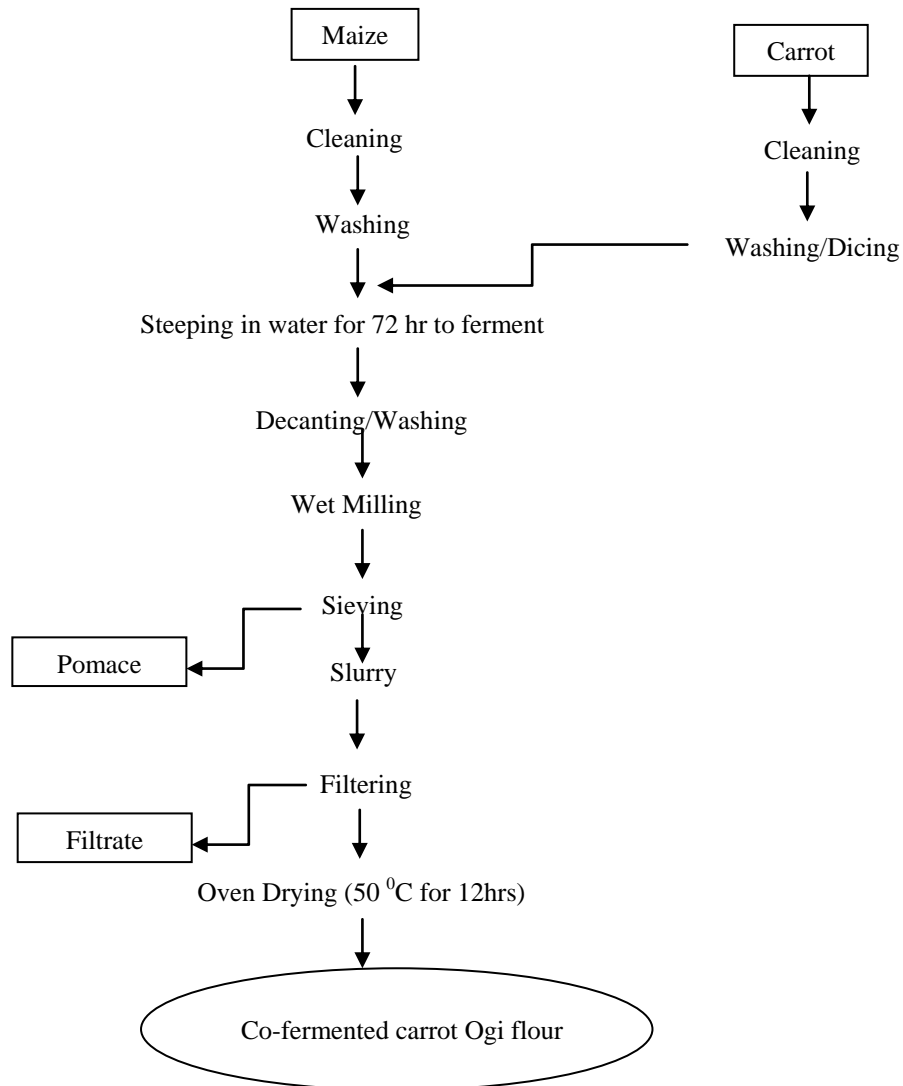 Maize
Carrot
Cleaning
Cleaning
Washing
Washing/Dicing
Steeping in water for 72 hr to ferment
Decanting/Washing
Wet Milling
Sieving
Pomace
Slurry
Filtering
Filtrate
Oven Drying (50 ⁰C for 12hrs)
Co-fermented carrot Ogi flour